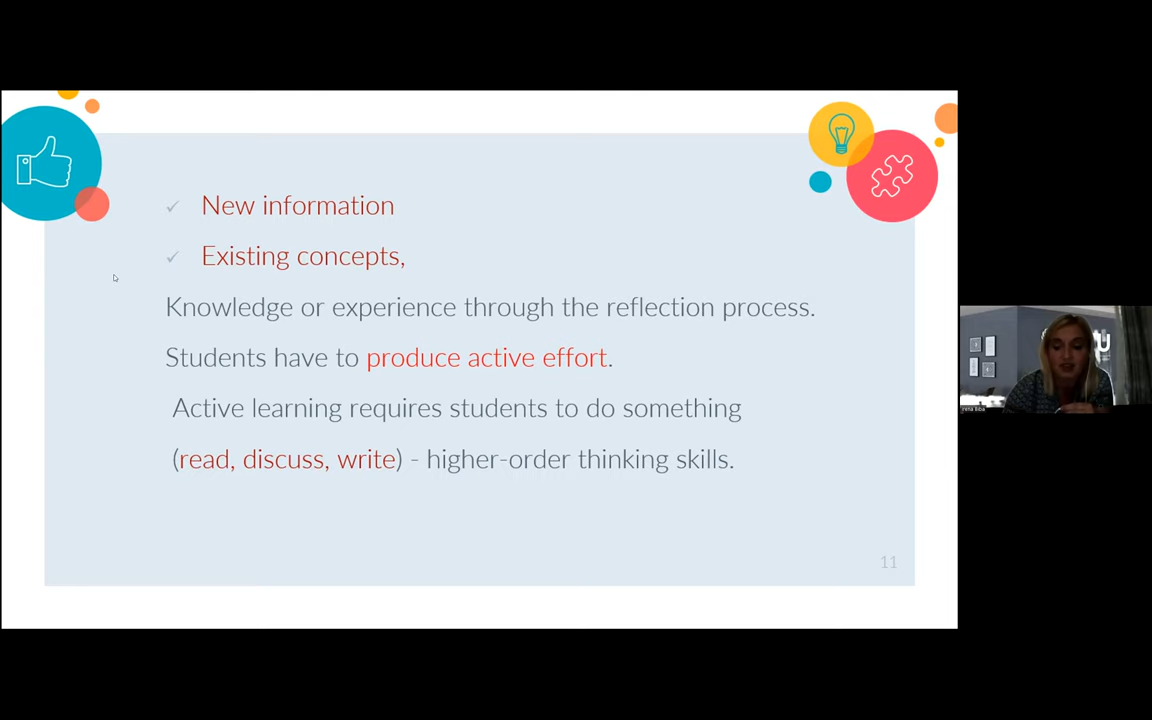 New information
Existing concepts,
Knowledge or experience through the reflection process.
Students have to produce active effort.
Active learning requires students to do something
(read, discuss, write) - higher-order thinking skills.
11